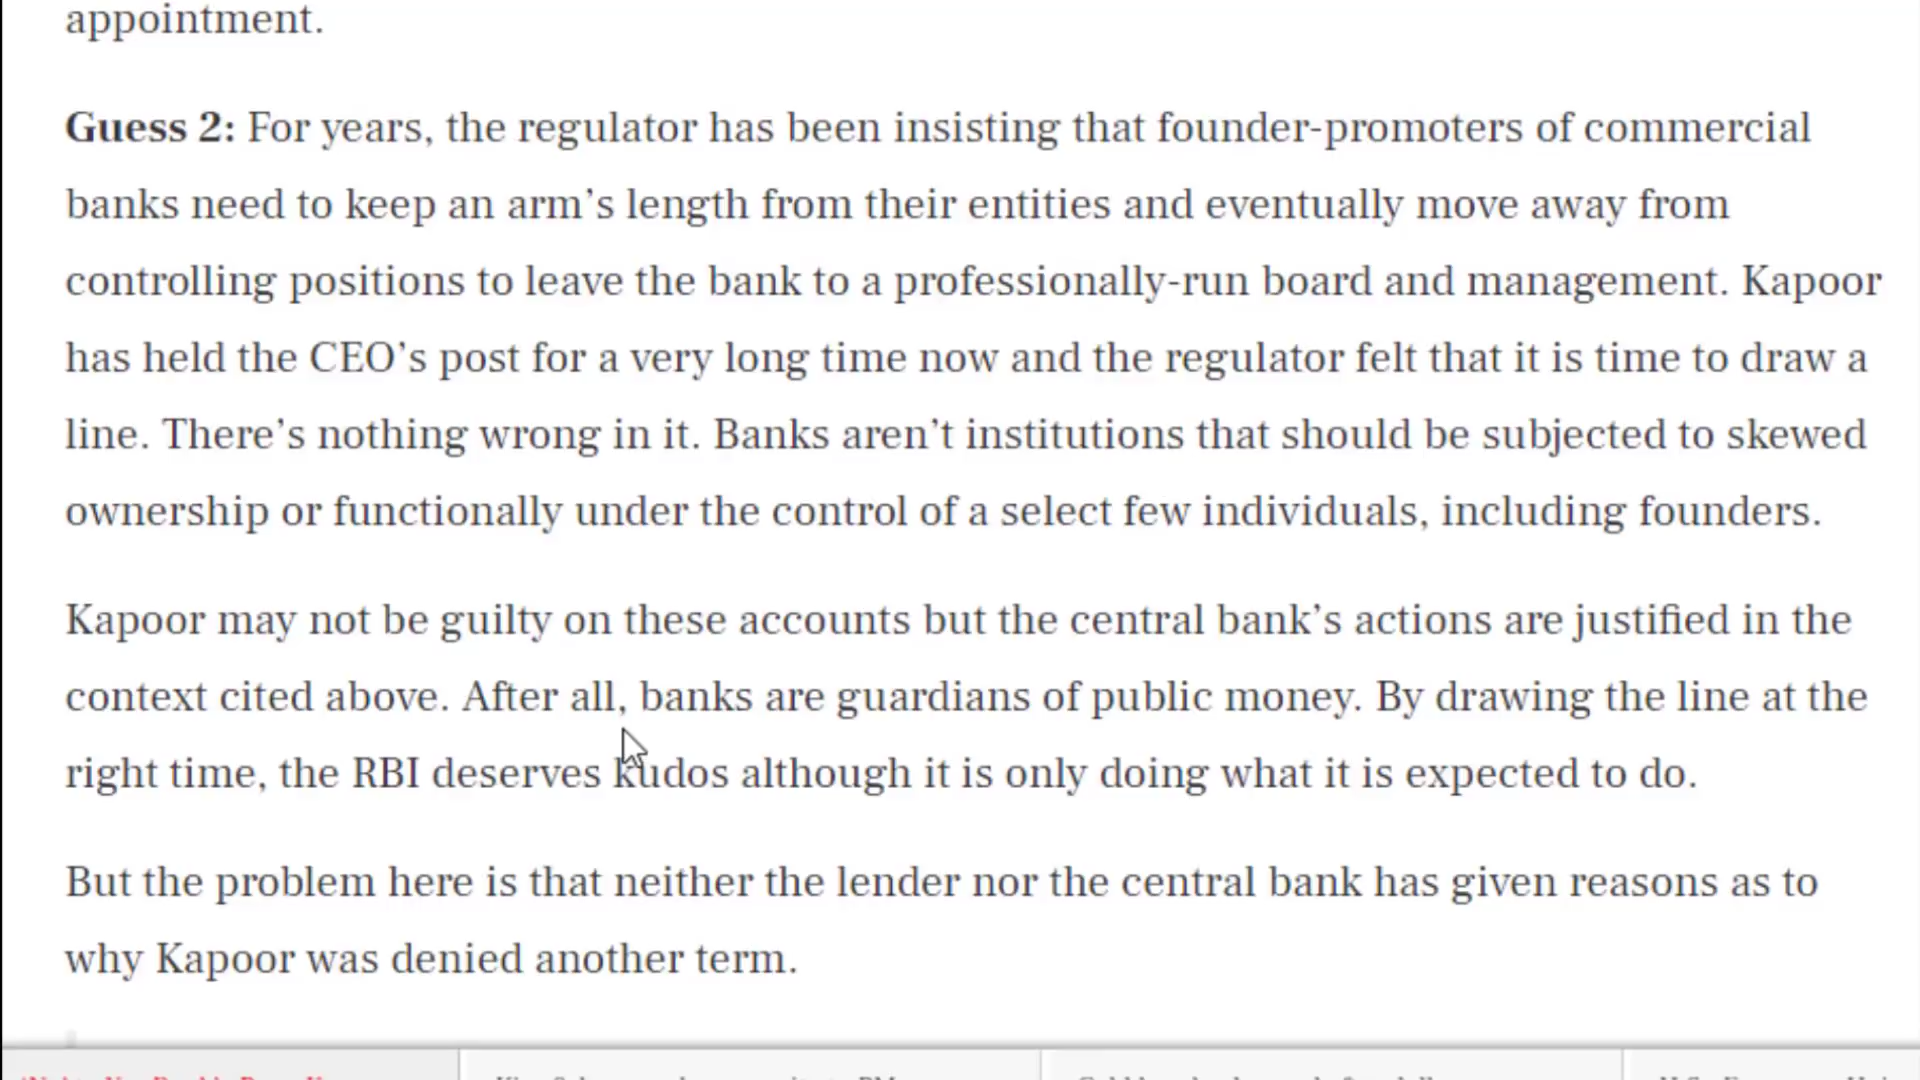 appointment.
Guess 2: For years, the regulator has been insisting that founder-promoters of commercial
banks need to keep an arm’s length from their entities and eventually move away from
controlling positions to leave the bank to a professionally-run board and management. Kapoor
has held the CEO’s post for a very long time now and the regulator felt that it is time to draw a
line. There’s nothing wrong in it. Banks aren’t institutions that should be subjected to skewed
ownership or functionally under the control of a select few individuals, including founders.
Kapoor may not be guilty on these accounts but the central bank’s actions are justified in the
context cited above. After all, banks are guardians of public money. By drawing the line at the
right time, the RBI deserves kudos although it is only doing what it is expected to do.
But the problem here is that neither the lender nor the central bank has given reasons as to
why Kapoor was denied another term.